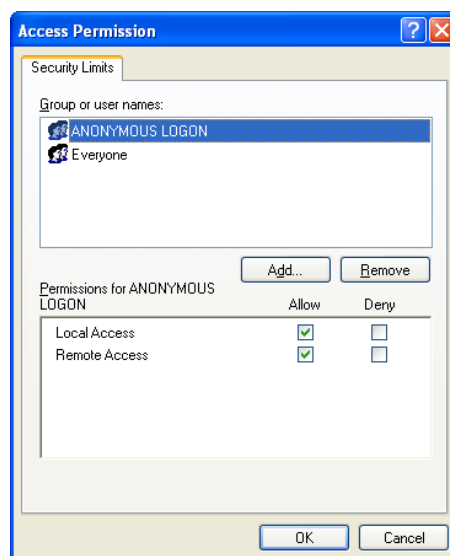 Access Permission
Security Limits
Group or user names:
ANONYMOUS LOGON
Everyone
Add...
Remove
Permissions for ANONYMOUS
LOGON
Allow
Deny
Local Access
Remote Access
OK
Cancel